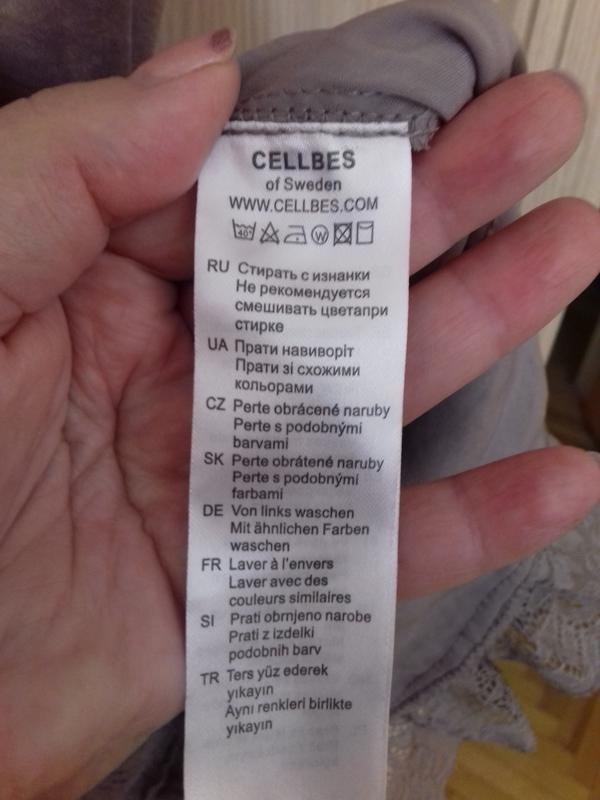 CELLBES
of Sweden
WWW.CELLBES.COM
40° W
RU Стирать с изнанки
Не рекомендуется
смешивать цветапри
стирке
UA Прати навиворіт
Прати зі схожими
кольорами
CZ Perte obrácené naruby
Perte s podobnými
barvami
SK Perte obrátené naruby
Perte s podobnými
farbami
DE Von links waschen
Mit ähnlichen Farben
waschen
FR Laver à l'envers
Laver avec des
couleurs similaires
SI Prati obrnjeno narobe
Prati z izdelki
podobnih barv
TR Ters yüz ederek
yıkayın
Aynı renkleri birlikte
yıkayın